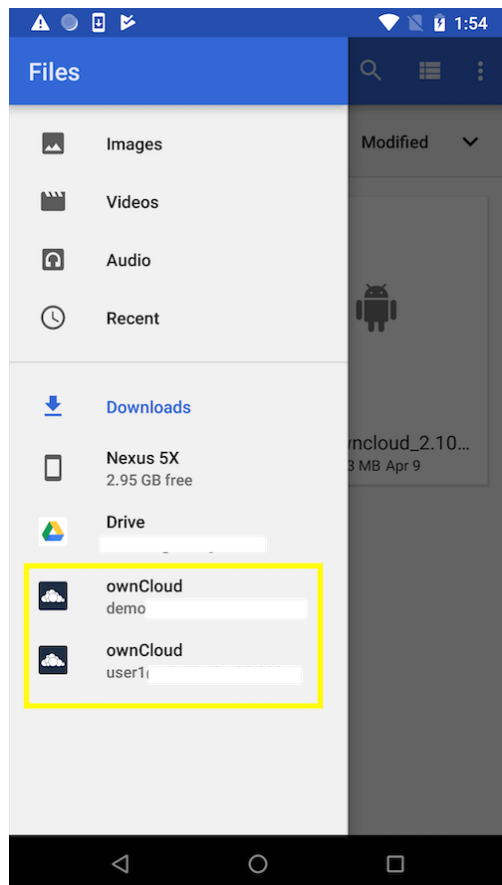 1:54
Files
Images
Modified
Videos
Audio
Recent
Downloads
Nexus 5X
2.95 GB free
ncloud_2.10...
3 MB Apr 9
Drive
ownCloud
demo
ownCloud
user1